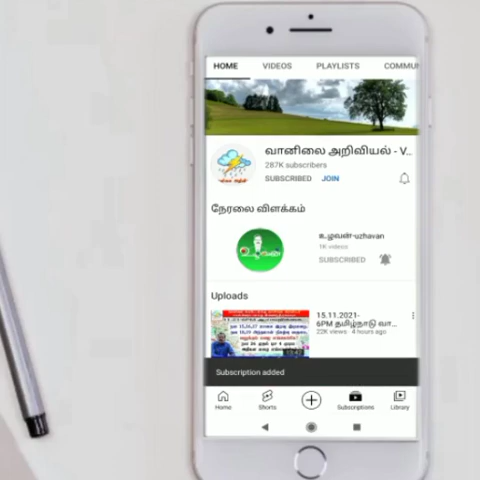 HOME VIDEOS PLAYLISTS COMMUN
வானிலை அறிவியல் - V..
287K subscribers
SUBSCRIBED JOIN
நேரலை விளக்கம்
உழவன்-uzhavan
1K videos
SUBSCRIBED
Uploads
15.11.2021-
6PM தமிழ்நாடு வா...
22K views · 4 hours ago
Subscription added
Home Shorts Subscriptions Library